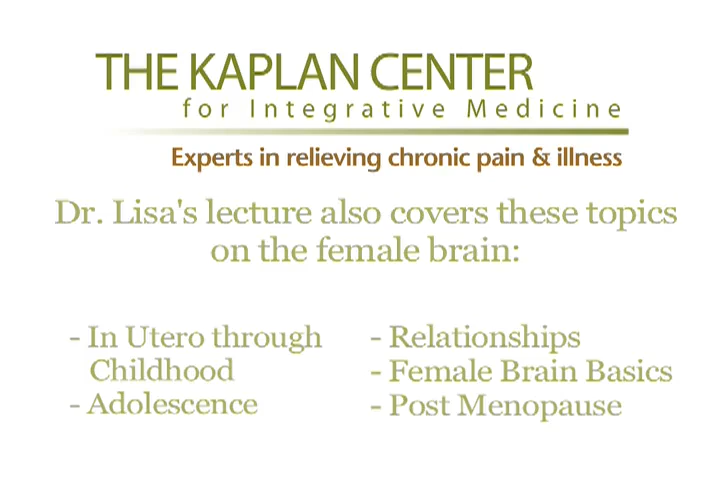 THE KAPLAN CENTER
for Integrative Medicine
Experts in relieving chronic pain & illness
Dr. Lisa's lecture also covers these topics
on the female brain:
- In Utero through
Childhood
- Adolescence
- Relationships
- Female Brain Basics
- Post Menopause